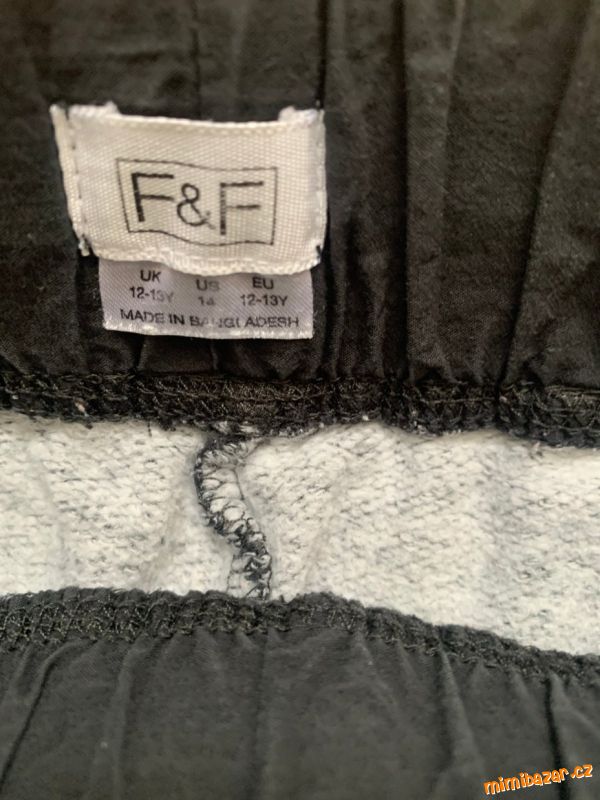 F&F
UK US EU
12-13Y 14 12-13Y
MADE IN BANGLADESH
mimibazar.cz